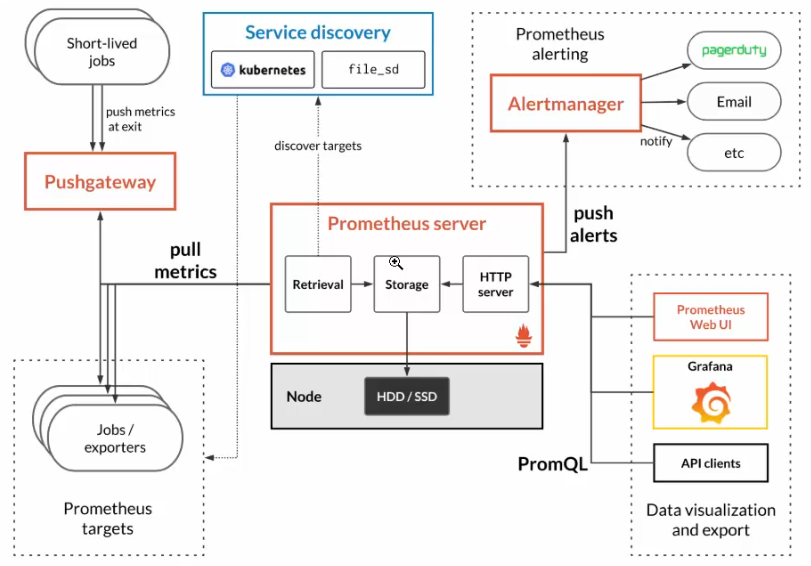 Short-lived
jobs
push metrics
at exit
Pushgateway
Service discovery
kubernetes
file_sd
discover targets
Prometheus
alerting
Alertmanager
pagerduty
Email
etc
notify
pull
metrics
Prometheus server
Retrieval
Storage
HTTP
server
push
alerts
Node
HDD / SSD
Jobs /
exporters
Prometheus
targets
PromQL
Prometheus
Web UI
Grafana
API clients
Data visualization
and export